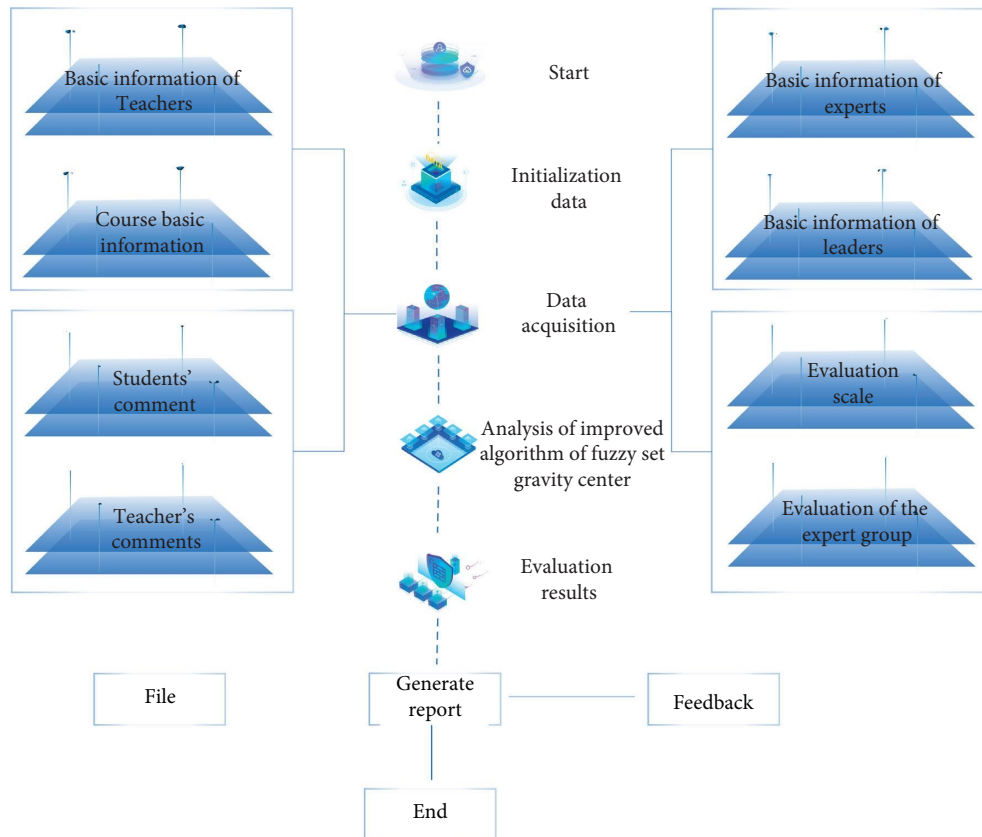 Basic information of
Teachers
Course basic
information
Students'
comment
Teacher's
comments
Start
Initialization
data
Data
acquisition
Analysis of improved
algorithm of fuzzy set
gravity center
Evaluation
results
Basic information of
experts
Basic information of
leaders
Evaluation
scale
Evaluation of the
expert group
File
Generate
report
Feedback
End